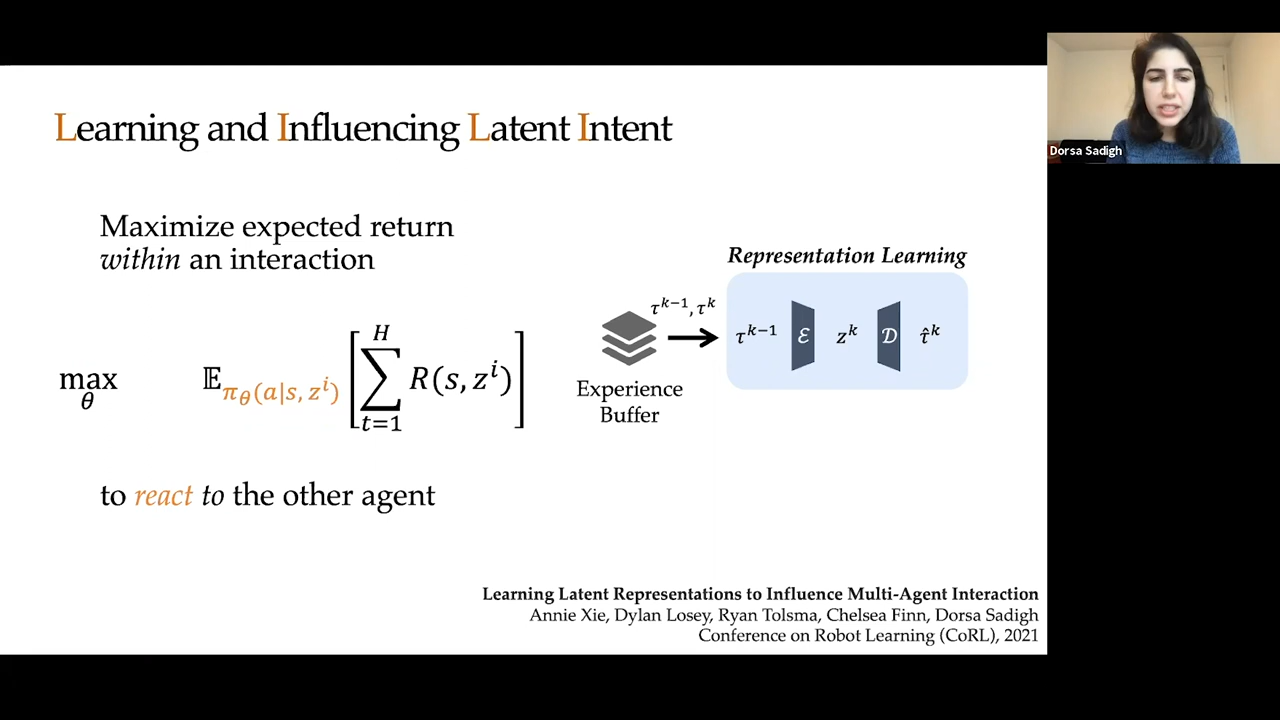 Learning and Influencing Latent Intent
Dorsa Sadigh
Maximize expected return
within an interaction
max
θ
𝔼_{π_θ(a|s, z^i)} [∑_{t=1}^{H} R(s, z^i)]
to react to the other agent
Representation Learning
τ^{k−1}, τ^k
τ^{k−1} ℰ z^k 𝒟 τ̂^k
Experience
Buffer
Learning Latent Representations to Influence Multi-Agent Interaction
Annie Xie, Dylan Losey, Ryan Tolsma, Chelsea Finn, Dorsa Sadigh
Conference on Robot Learning (CoRL), 2021